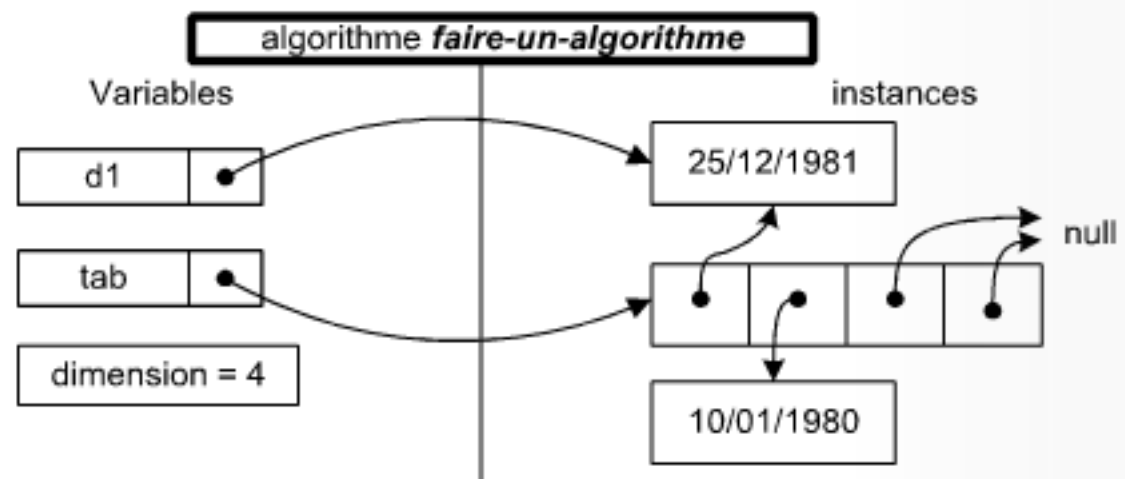 algorithme faire-un-algorithme
Variables
instances
d1
25/12/1981
null
tab
dimension = 4
10/01/1980